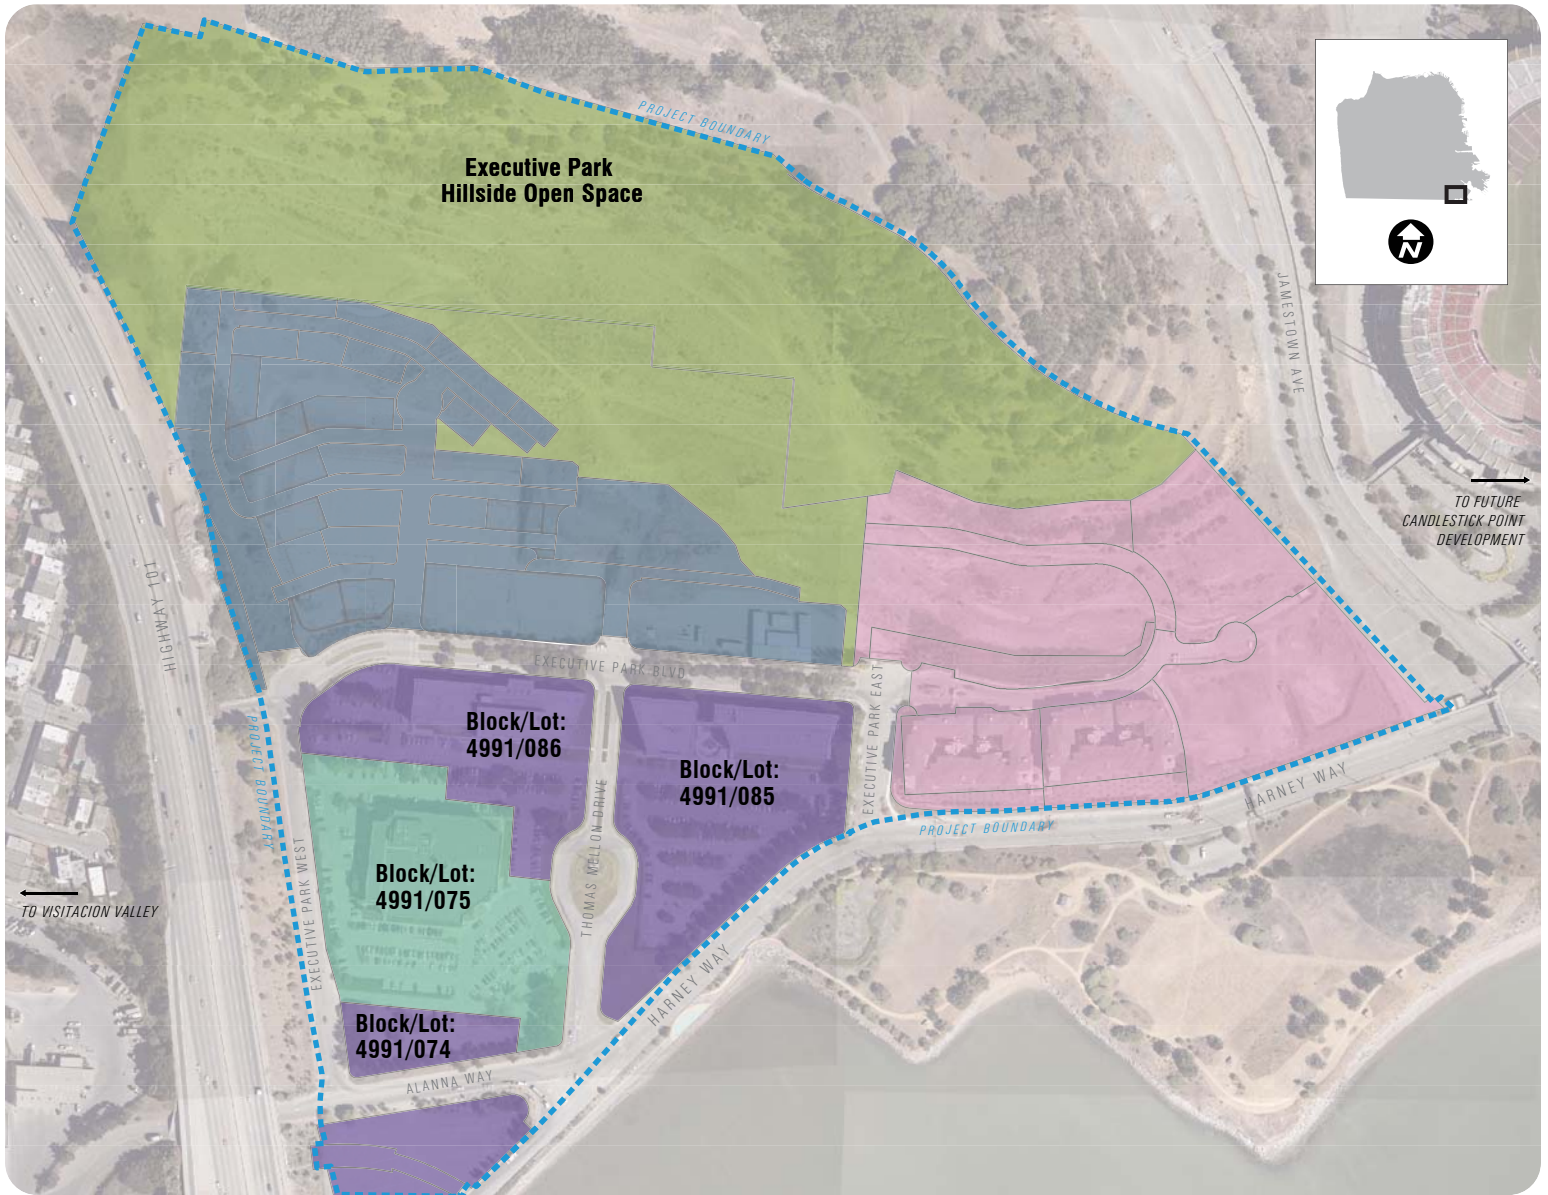 PROJECT BOUNDARY
Executive Park
Hillside Open Space
N
JAMESTOWN AVE
TO FUTURE
CANDLESTICK POINT
DEVELOPMENT
HIGHWAY 101
EXECUTIVE PARK BLVD
EXECUTIVE PARK EAST
PROJECT BOUNDARY
Block/Lot:
4991/086
Block/Lot:
4991/085
THOMAS MELLON DRIVE
HARNEY WAY
PROJECT BOUNDARY
EXECUTIVE PARK WEST
Block/Lot:
4991/075
TO VISITACION VALLEY
HARNEY WAY
Block/Lot:
4991/074
ALANNA WAY